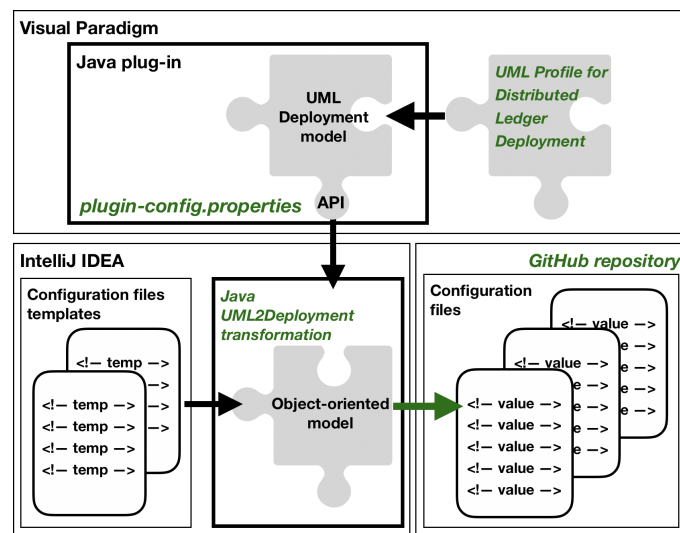 Visual Paradigm
Java plug-in
UML
Deployment
model
UML Profile for
Distributed
Ledger
Deployment
plugin-config.properties
API
IntelliJ IDEA
Configuration files
templates
<!– temp –>
–>
–>
–>
<!– temp –>
<!– temp –>
<!– temp –>
<!– temp –>
Java
UML2Deployment
transformation
Object-oriented
model
GitHub repository
Configuration
files
<!– value –>
e –>
e –>
e –>
e –>
<!– value –>
e –>
e –>
e –>
e –>
<!– value –>
<!– value –>
<!– value –>
<!– value –>
<!– value –>